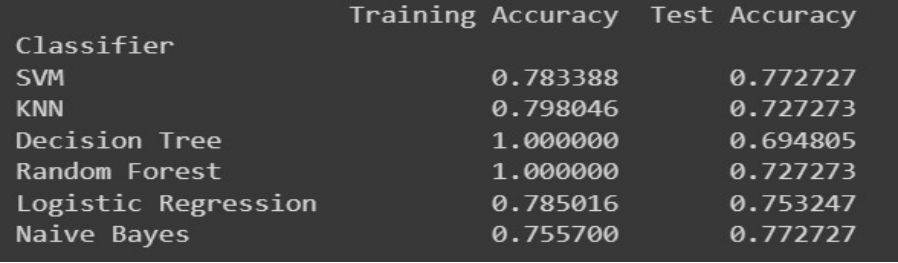 Training Accuracy Test Accuracy
Classifier
SVM 0.783388 0.772727
KNN 0.798046 0.727273
Decision Tree 1.000000 0.694805
Random Forest 1.000000 0.727273
Logistic Regression 0.785016 0.753247
Naive Bayes 0.755700 0.772727